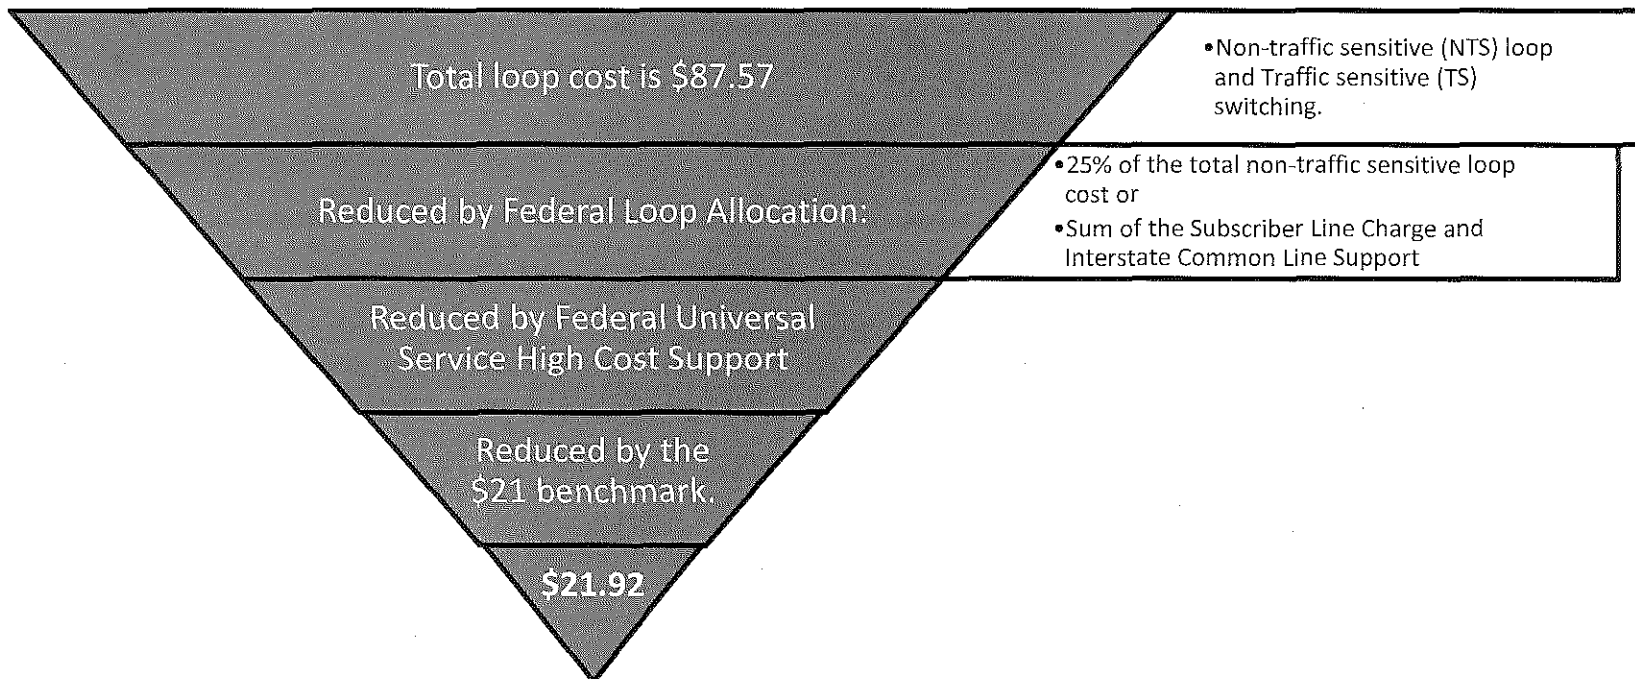 Total loop cost is $87.57
•Non-traffic sensitive (NTS) loop
and Traffic sensitive (TS)
switching.
Reduced by Federal Loop Allocation:
•25% of the total non-traffic sensitive loop
cost or
•Sum of the Subscriber Line Charge and
Interstate Common Line Support
Reduced by Federal Universal
Service High Cost Support
Reduced by the
$21 benchmark.
$21.92